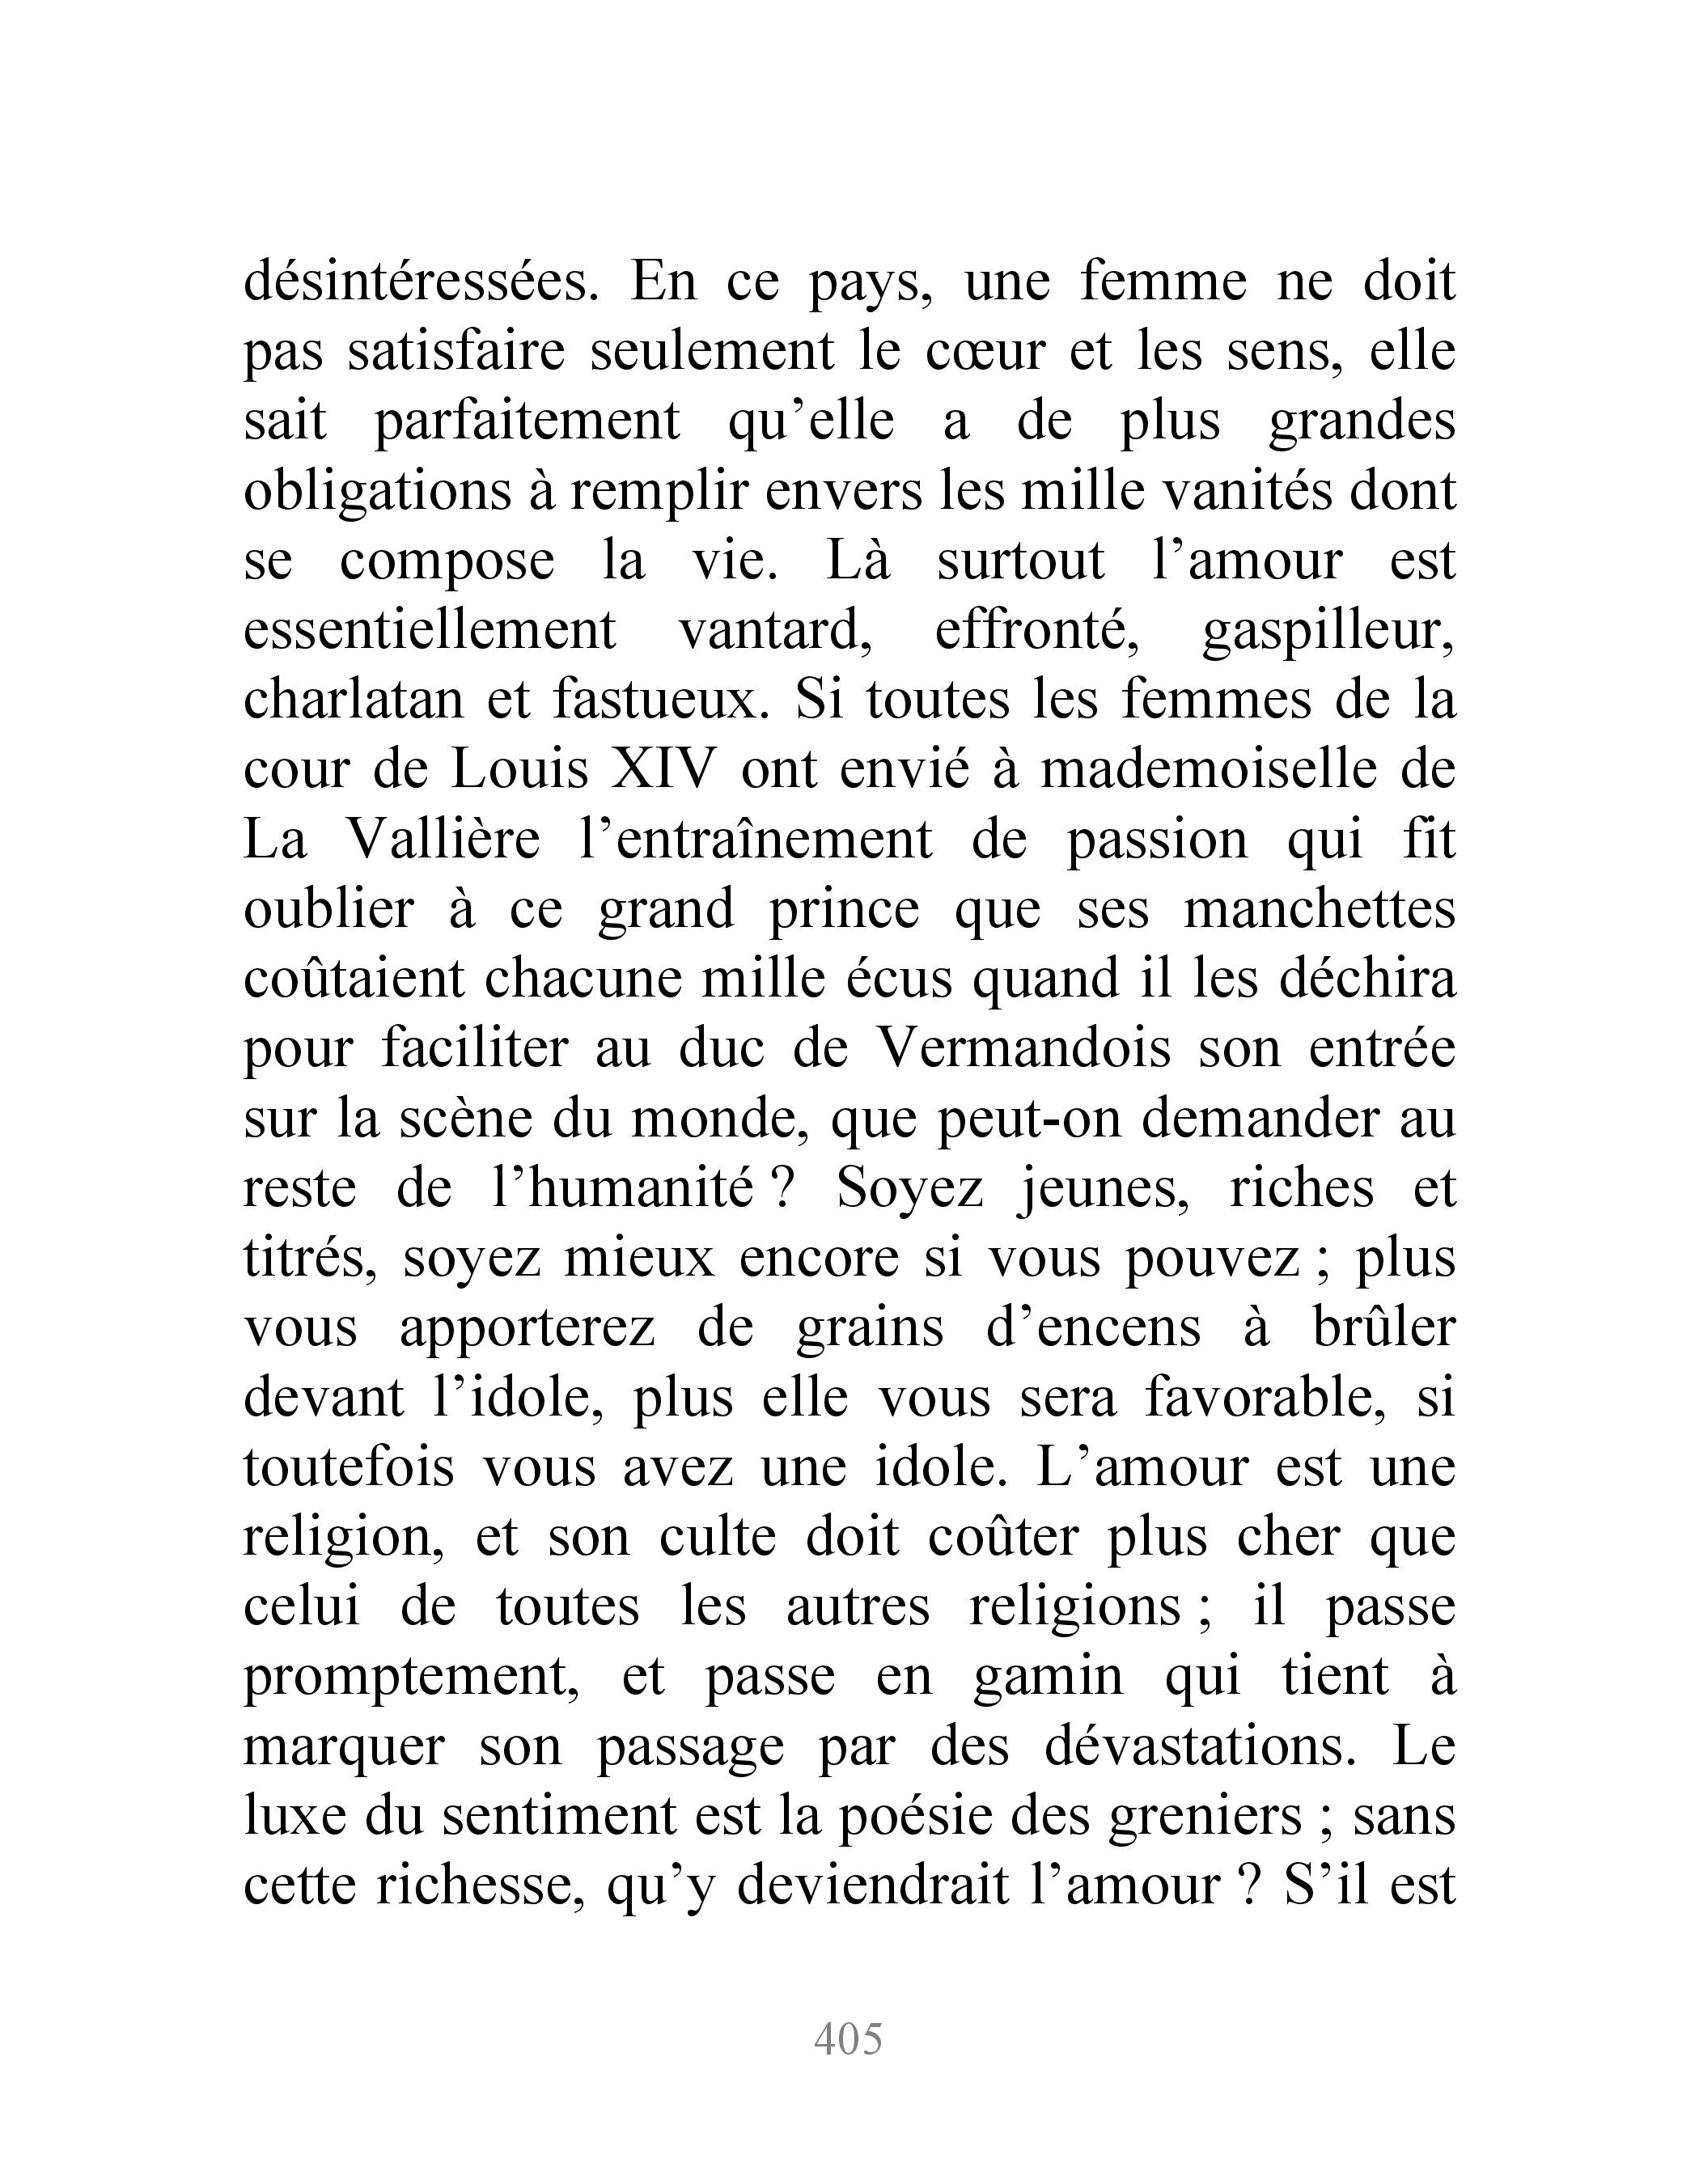 désintéressées. En ce pays, une femme ne doit
pas satisfaire seulement le cœur et les sens, elle
sait parfaitement qu’elle a de plus grandes
obligations à remplir envers les mille vanités dont
se compose la vie. Là surtout l’amour est
essentiellement vantard, effronté, gaspilleur,
charlatan et fastueux. Si toutes les femmes de la
cour de Louis XIV ont envié à mademoiselle de
La Vallière l’entraînement de passion qui fit
oublier à ce grand prince que ses manchettes
coûtaient chacune mille écus quand il les déchira
pour faciliter au duc de Vermandois son entrée
sur la scène du monde, que peut-on demander au
reste de l’humanité ? Soyez jeunes, riches et
titrés, soyez mieux encore si vous pouvez ; plus
vous apporterez de grains d’encens à brûler
devant l’idole, plus elle vous sera favorable, si
toutefois vous avez une idole. L’amour est une
religion, et son culte doit coûter plus cher que
celui de toutes les autres religions ; il passe
promptement, et passe en gamin qui tient à
marquer son passage par des dévastations. Le
luxe du sentiment est la poésie des greniers ; sans
cette richesse, qu’y deviendrait l’amour ? S’il est
405